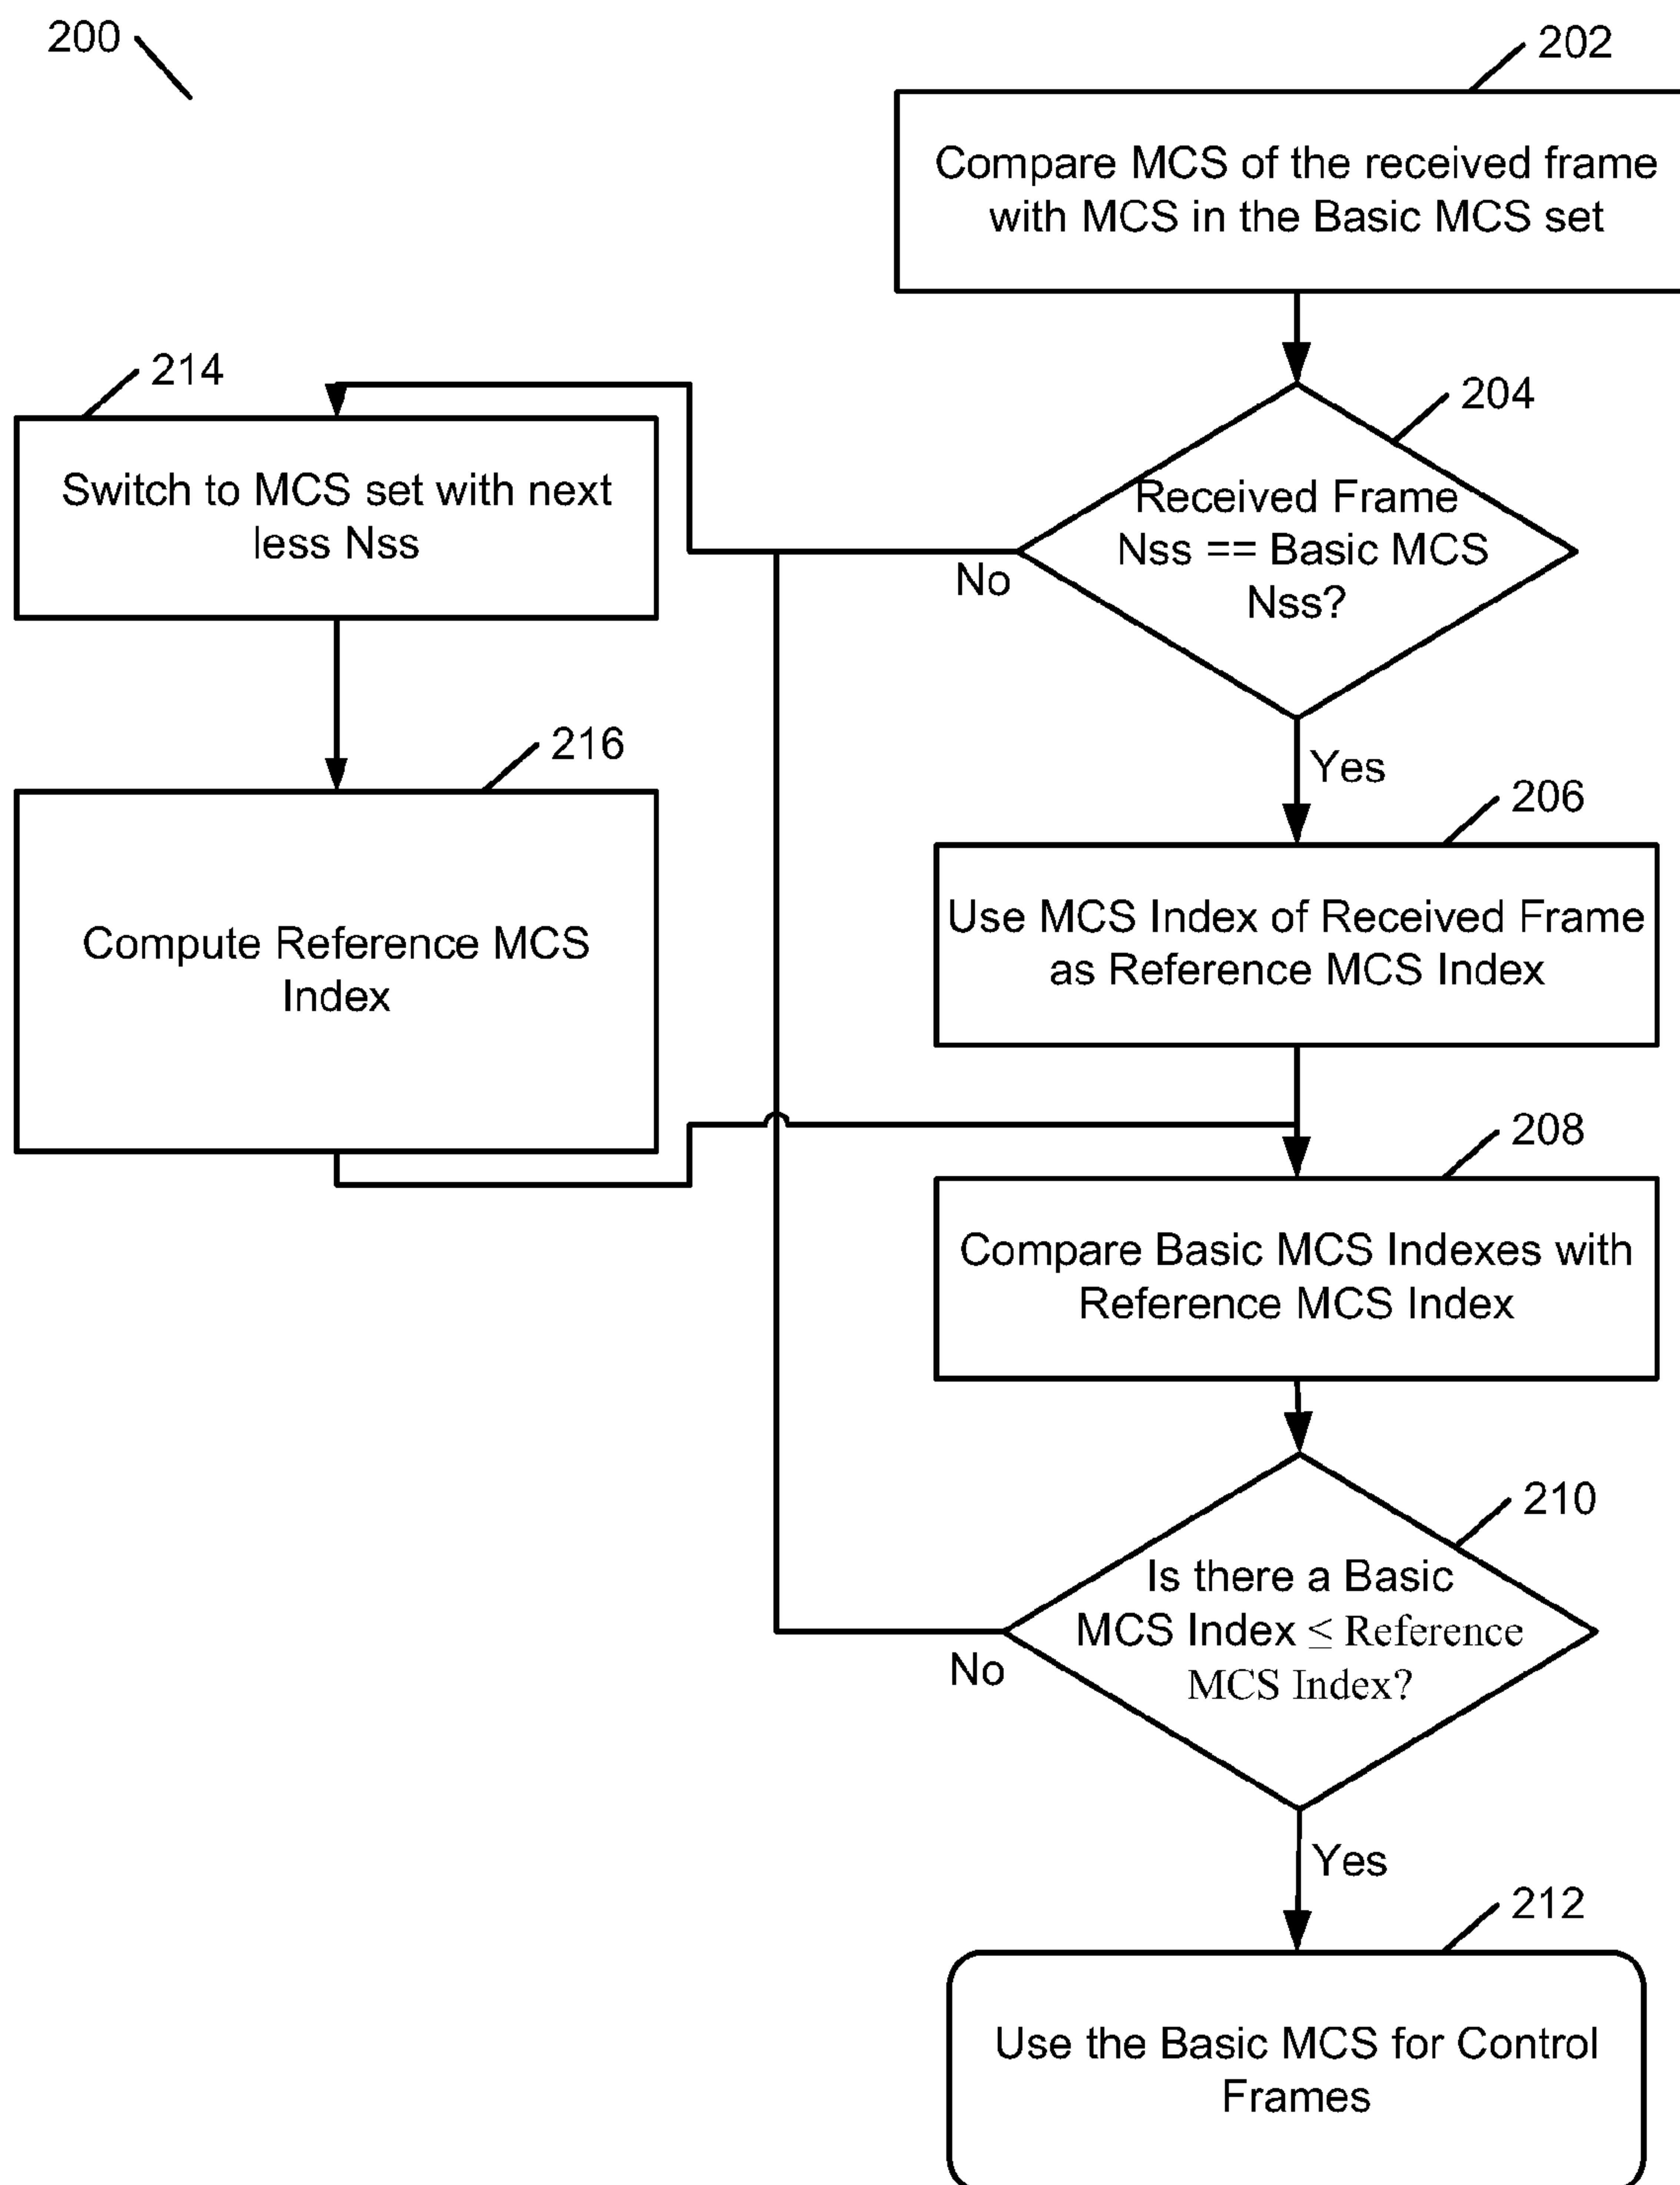 200
202
Compare MCS of the received frame
with MCS in the Basic MCS set
204
Received Frame
Nss == Basic MCS
Nss?
No
Yes
214
Switch to MCS set with next
less Nss
216
Compute Reference MCS
Index
206
Use MCS Index of Received Frame
as Reference MCS Index
208
Compare Basic MCS Indexes with
Reference MCS Index
210
Is there a Basic
MCS Index ≤ Reference
MCS Index?
No
Yes
212
Use the Basic MCS for Control
Frames